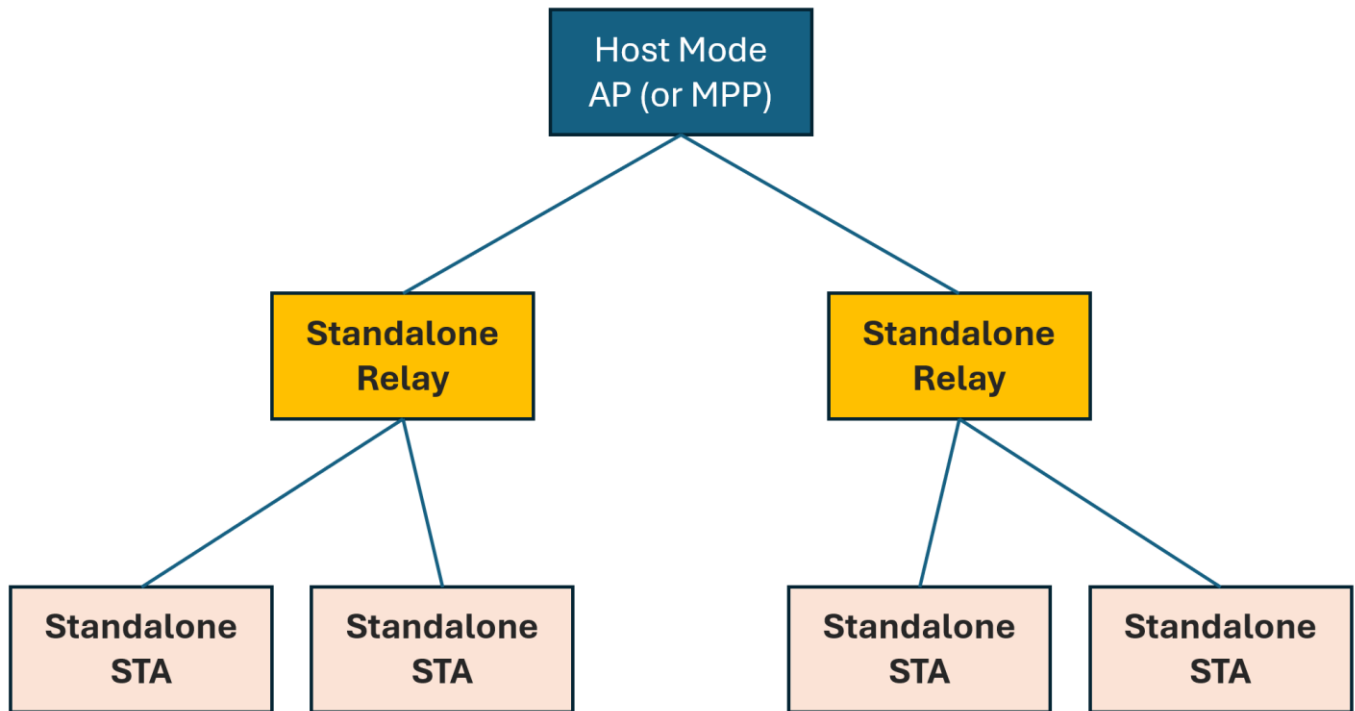 Host Mode
AP (or MPP)
Standalone
Relay
Standalone
Relay
Standalone
STA
Standalone
STA
Standalone
STA
Standalone
STA